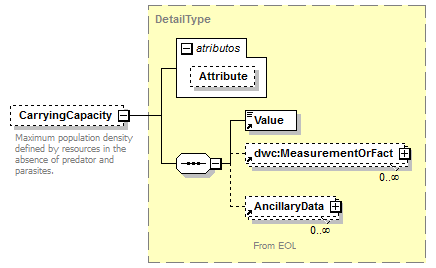 DetailType
atributos
Attribute
CarryingCapacity
Maximum population density
defined by resources in the
absence of predator and
parasites.
Value
dwc:MeasurementOrFact
0..∞
AncillaryData
0..∞
From EOL